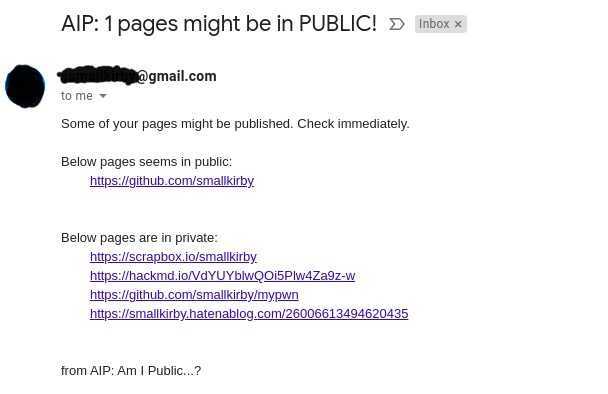 AIP: 1 pages might be in PUBLIC! Inbox ×
@gmail.com
to me
Some of your pages might be published. Check immediately.
Below pages seems in public:
https://github.com/smallkirby
Below pages are in private:
https://scrapbox.io/smallkirby
https://hackmd.io/VdYUYblwQOi5Plw4Za9z-w
https://github.com/smallkirby/mypwn
https://smallkirby.hatenablog.com/26006613494620435
from AIP: Am I Public...?